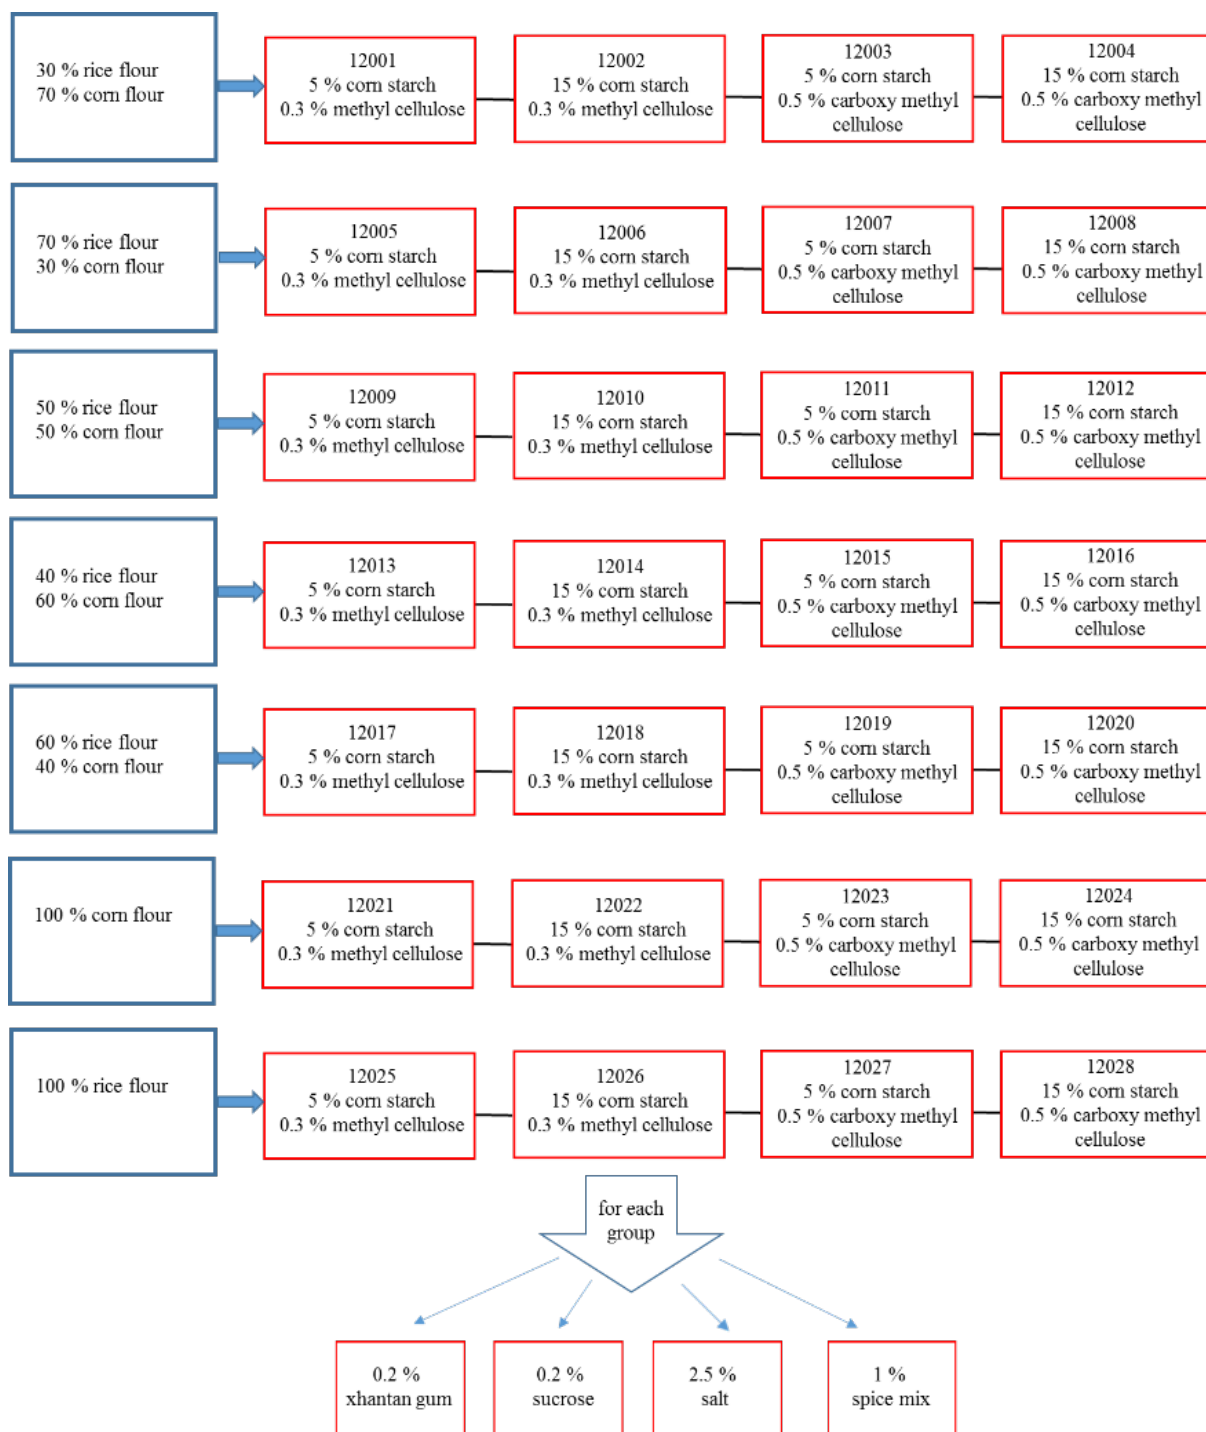 30 % rice flour
70 % corn flour
12001
5 % corn starch
0.3 % methyl cellulose
12002
15 % corn starch
0.3 % methyl cellulose
12003
5 % corn starch
0.5 % carboxy methyl
cellulose
12004
15 % corn starch
0.5 % carboxy methyl
cellulose
70 % rice flour
30 % corn flour
12005
5 % corn starch
0.3 % methyl cellulose
12006
15 % corn starch
0.3 % methyl cellulose
12007
5 % corn starch
0.5 % carboxy methyl
cellulose
12008
15 % corn starch
0.5 % carboxy methyl
cellulose
50 % rice flour
50 % corn flour
12009
5 % corn starch
0.3 % methyl cellulose
12010
15 % corn starch
0.3 % methyl cellulose
12011
5 % corn starch
0.5 % carboxy methyl
cellulose
12012
15 % corn starch
0.5 % carboxy methyl
cellulose
40 % rice flour
60 % corn flour
12013
5 % corn starch
0.3 % methyl cellulose
12014
15 % corn starch
0.3 % methyl cellulose
12015
5 % corn starch
0.5 % carboxy methyl
cellulose
12016
15 % corn starch
0.5 % carboxy methyl
cellulose
60 % rice flour
40 % corn flour
12017
5 % corn starch
0.3 % methyl cellulose
12018
15 % corn starch
0.3 % methyl cellulose
12019
5 % corn starch
0.5 % carboxy methyl
cellulose
12020
15 % corn starch
0.5 % carboxy methyl
cellulose
100 % corn flour
12021
5 % corn starch
0.3 % methyl cellulose
12022
15 % corn starch
0.3 % methyl cellulose
12023
5 % corn starch
0.5 % carboxy methyl
cellulose
12024
15 % corn starch
0.5 % carboxy methyl
cellulose
100 % rice flour
12025
5 % corn starch
0.3 % methyl cellulose
12026
15 % corn starch
0.3 % methyl cellulose
12027
5 % corn starch
0.5 % carboxy methyl
cellulose
12028
15 % corn starch
0.5 % carboxy methyl
cellulose
for each
group
0.2 %
xhantan gum
0.2 %
sucrose
2.5 %
salt
1 %
spice mix